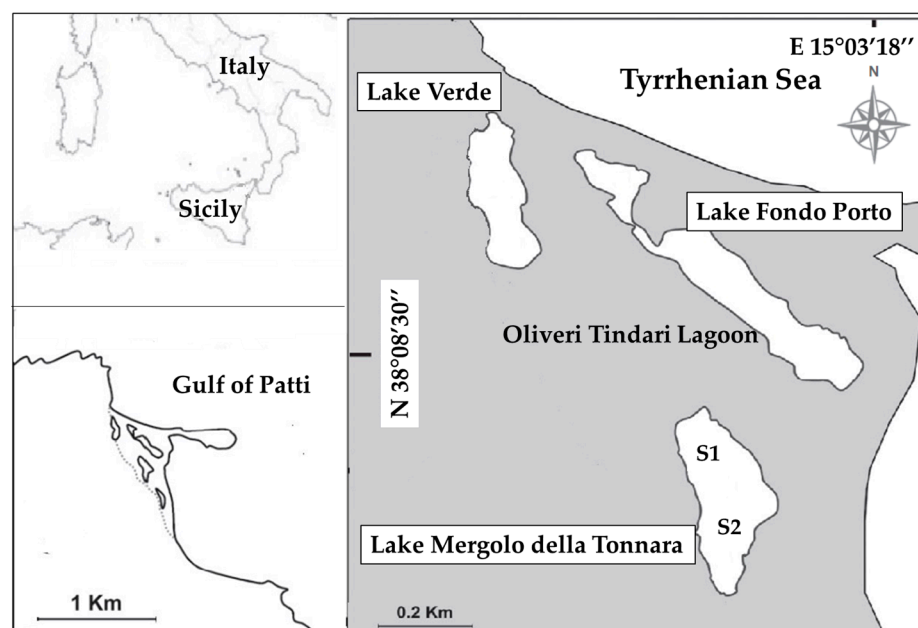 Italy
Sicily
Gulf of Patti
1 Km
E 15°03'18''
Tyrrhenian Sea
N
Lake Verde
Lake Fondo Porto
Oliveri Tindari Lagoon
N 38°08'30''
S1
S2
Lake Mergolo della Tonnara
0.2 Km